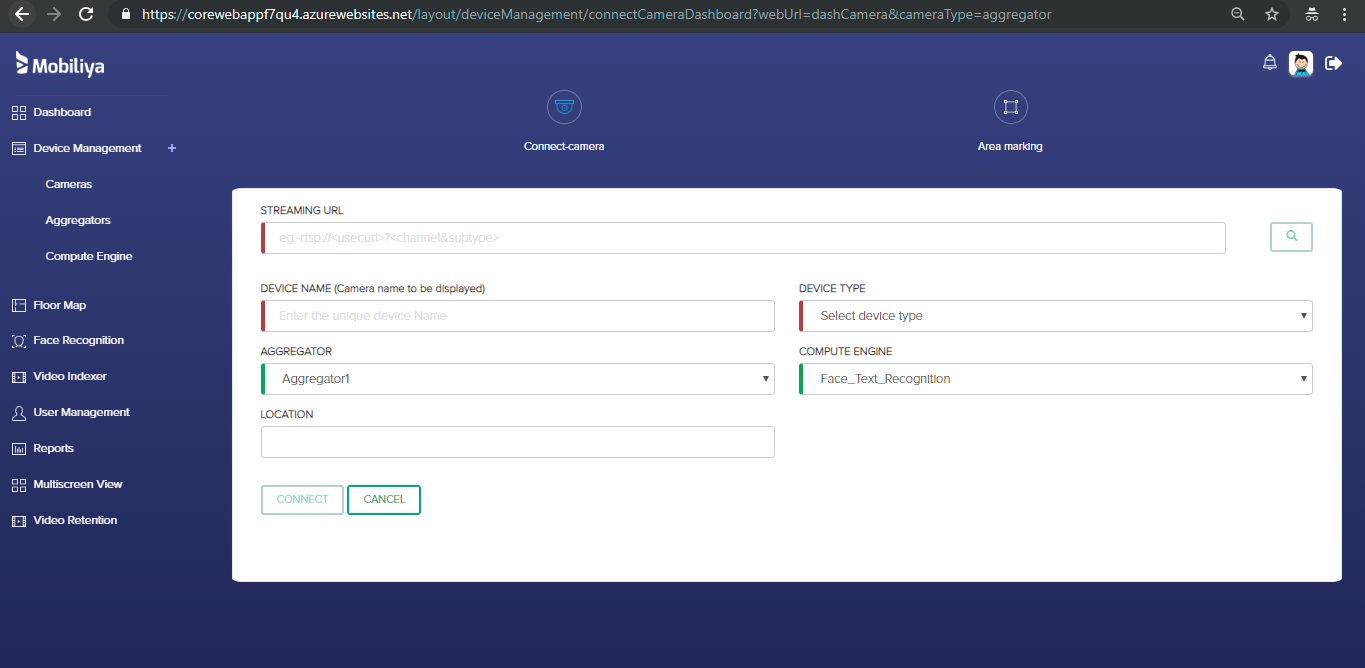 https://corewebappf7qu4.azurewebsites.net/layout/deviceManagement/connectCameraDashboard?webUrl=dashCamera&cameraType=aggregator
Mobiliya
Dashboard
Device Management +
Cameras
Aggregators
Compute Engine
Floor Map
Face Recognition
Video Indexer
User Management
Reports
Multiscreen View
Video Retention
Connect-camera
Area marking
STREAMING URL
eg.-rtsp://<user:url>?<channel&subtype>
DEVICE NAME (Camera name to be displayed)
Enter the unique device Name
DEVICE TYPE
Select device type
AGGREGATOR
Aggregator1
COMPUTE ENGINE
Face_Text_Recognition
LOCATION
CONNECT
CANCEL